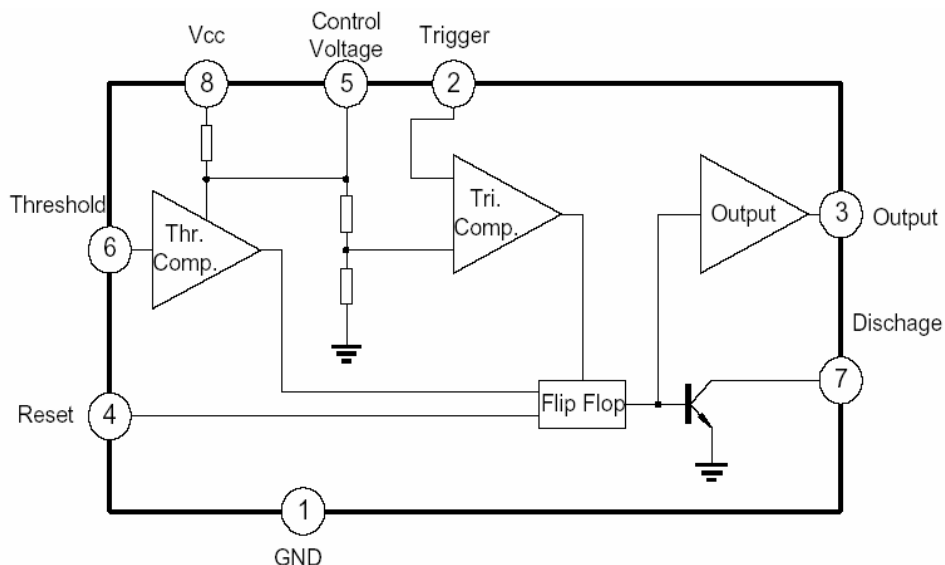 Vcc
Control
Voltage
Trigger
8
5
2
Threshold
6
Thr.
Comp.
Tri.
Comp.
Output
3
Output
Dischage
7
Reset
4
Flip Flop
1
GND